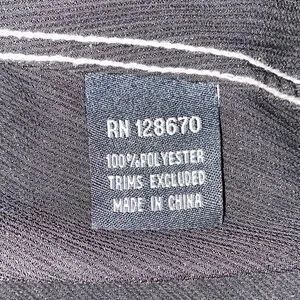 RN 128670
100%POLYESTER
TRIMS EXCLUDED
MADE IN CHINA